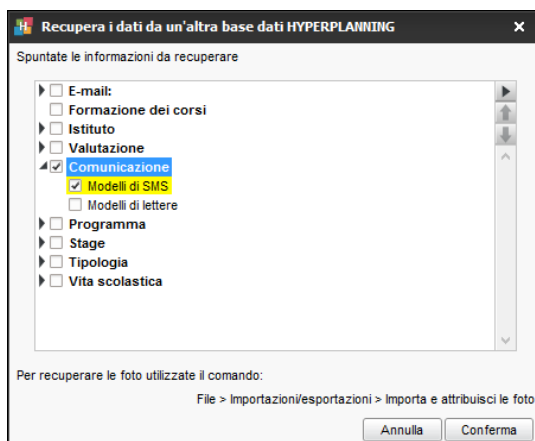 Recupera i dati da un'altra base dati HYPERPLANNING
Spuntate le informazioni da recuperare
E-mail:
Formazione dei corsi
Istituto
Valutazione
Comunicazione
Modelli di SMS
Modelli di lettere
Programma
Stage
Tipologia
Vita scolastica
Per recuperare le foto utilizzate il comando:
File > Importazioni/esportazioni > Importa e attribuisci le foto
Annulla Conferma